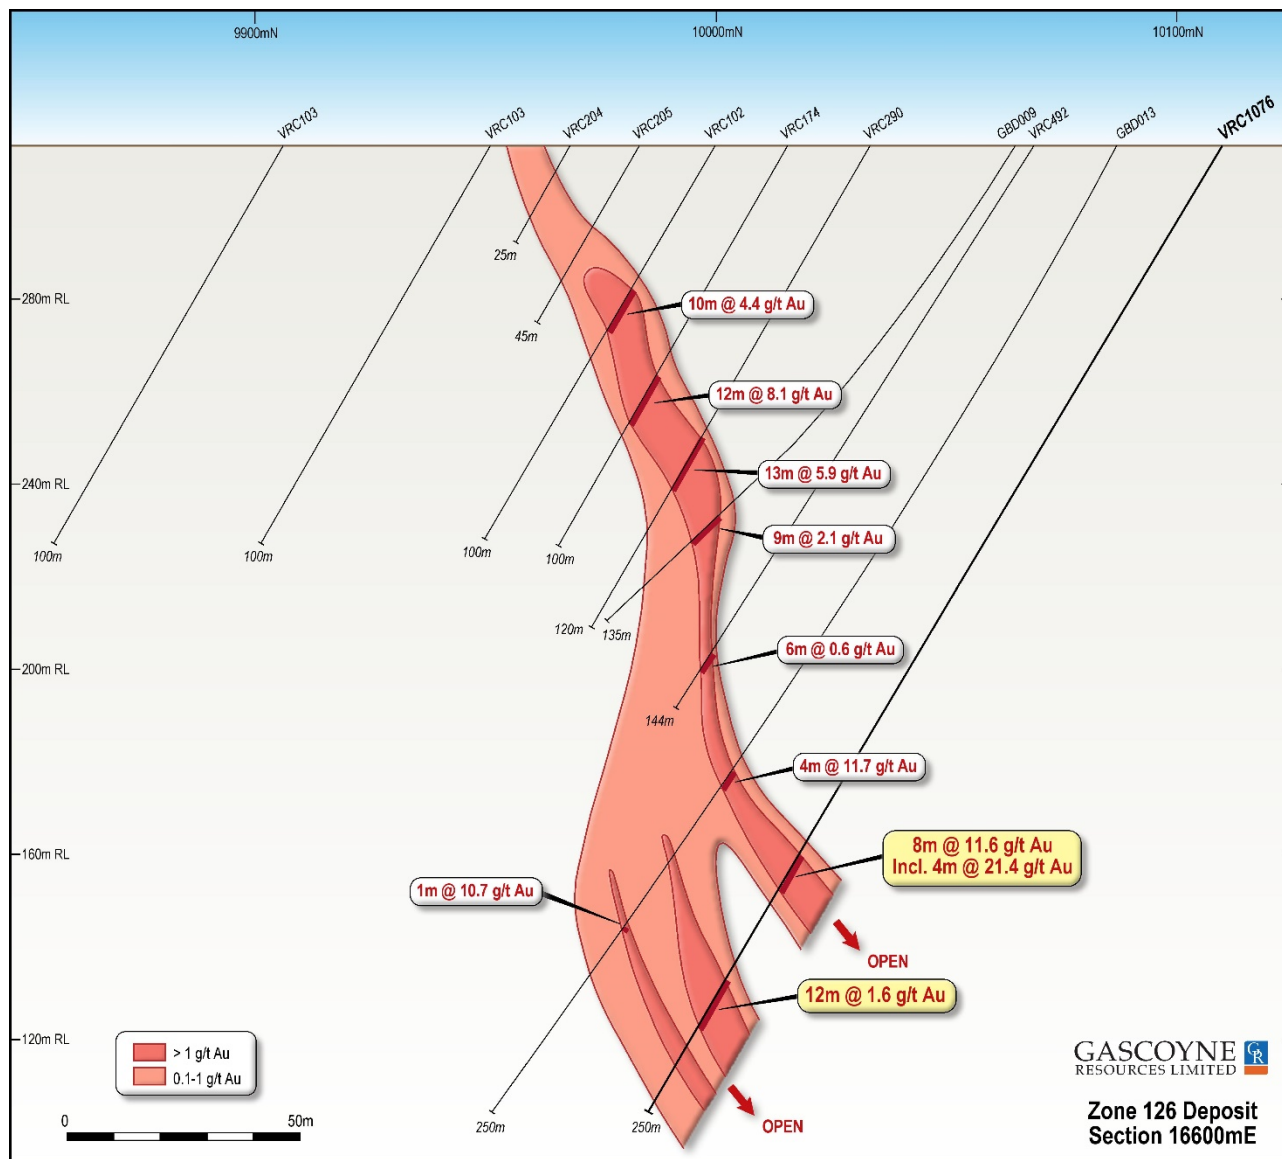 9900mN
10000mN
10100mN
VRC103
VRC103
VRC204
VRC205
VRC102
VRC174
VRC290
GBD009
VRC492
GBD013
VRC1076
25m
280m RL
10m @ 4.4 g/t Au
45m
12m @ 8.1 g/t Au
13m @ 5.9 g/t Au
240m RL
9m @ 2.1 g/t Au
100m
100m
100m
100m
120m
135m
6m @ 0.6 g/t Au
200m RL
144m
4m @ 11.7 g/t Au
160m RL
8m @ 11.6 g/t Au
Incl. 4m @ 21.4 g/t Au
1m @ 10.7 g/t Au
OPEN
12m @ 1.6 g/t Au
120m RL
> 1 g/t Au
0.1-1 g/t Au
0
50m
250m
250m
OPEN
GASCOYNE
RESOURCES LIMITED
GR
Zone 126 Deposit
Section 16600mE